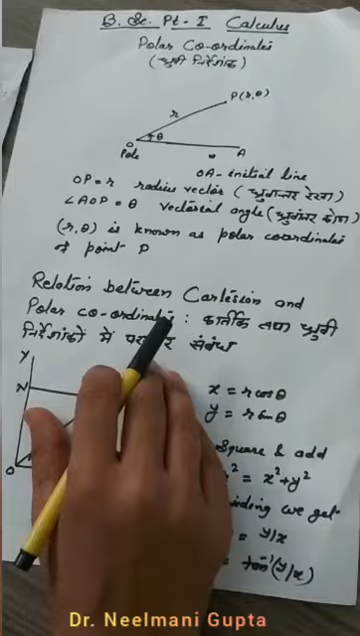 B. Sc. Pt - I Calculus
Polar Co-ordinates
(ध्रुवी निर्देशांक)
P(r, θ)
r
θ
O
Pole
A
OA - initial line
OP = r radius vector (ध्रुवान्तर रेखा)
∠AOP = θ vectorial angle (ध्रुवांतर कोण)
(r, θ) is known as polar coordinates
of point P
Relation between Cartesian and
Polar co-ordinates : कार्तीक तथा ध्रुवी
निर्देशांकों में संबंध
Y
N
O
x = r cos θ
y = r sin θ
Square & add
² = x² + y²
we get
= y/x
= tan⁻¹(y/x)
Dr. Neelmani Gupta